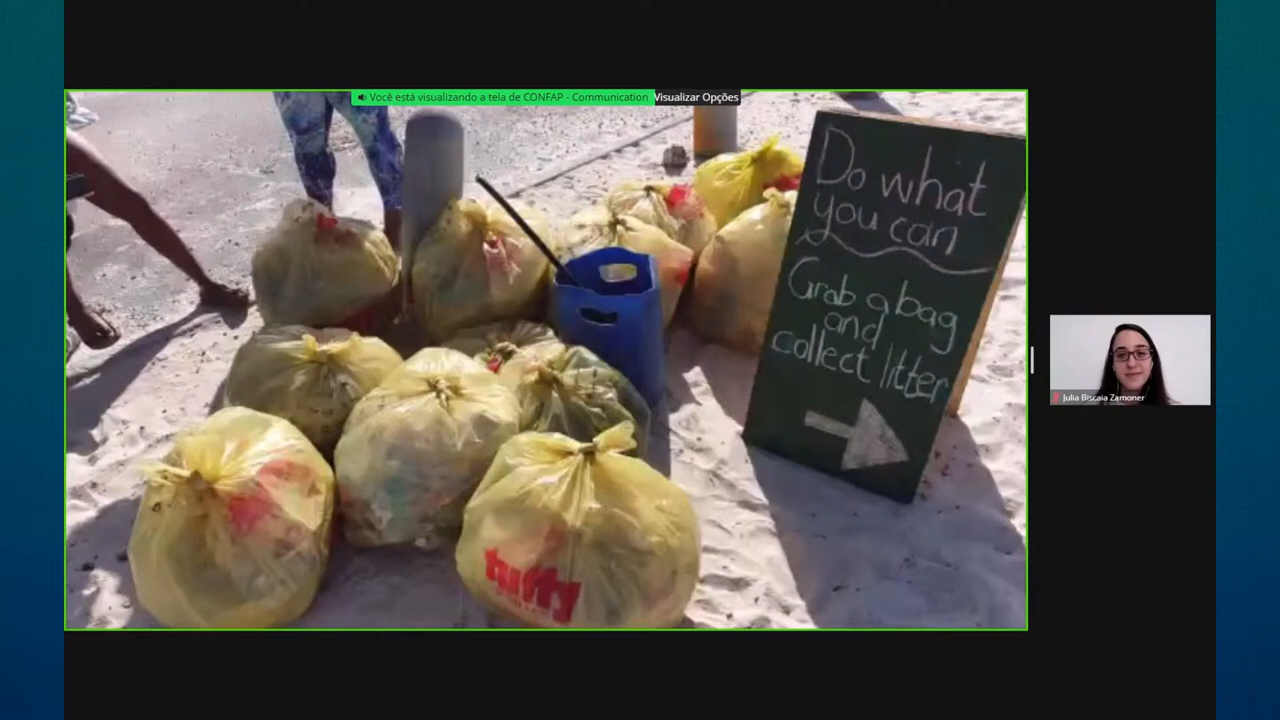 Você está visualizando a tela de CONFAP - Communication
Visualizar Opções
Do what
you can
Grab a bag
and
collect litter
tuffy
Julia Biscaia Zamoner